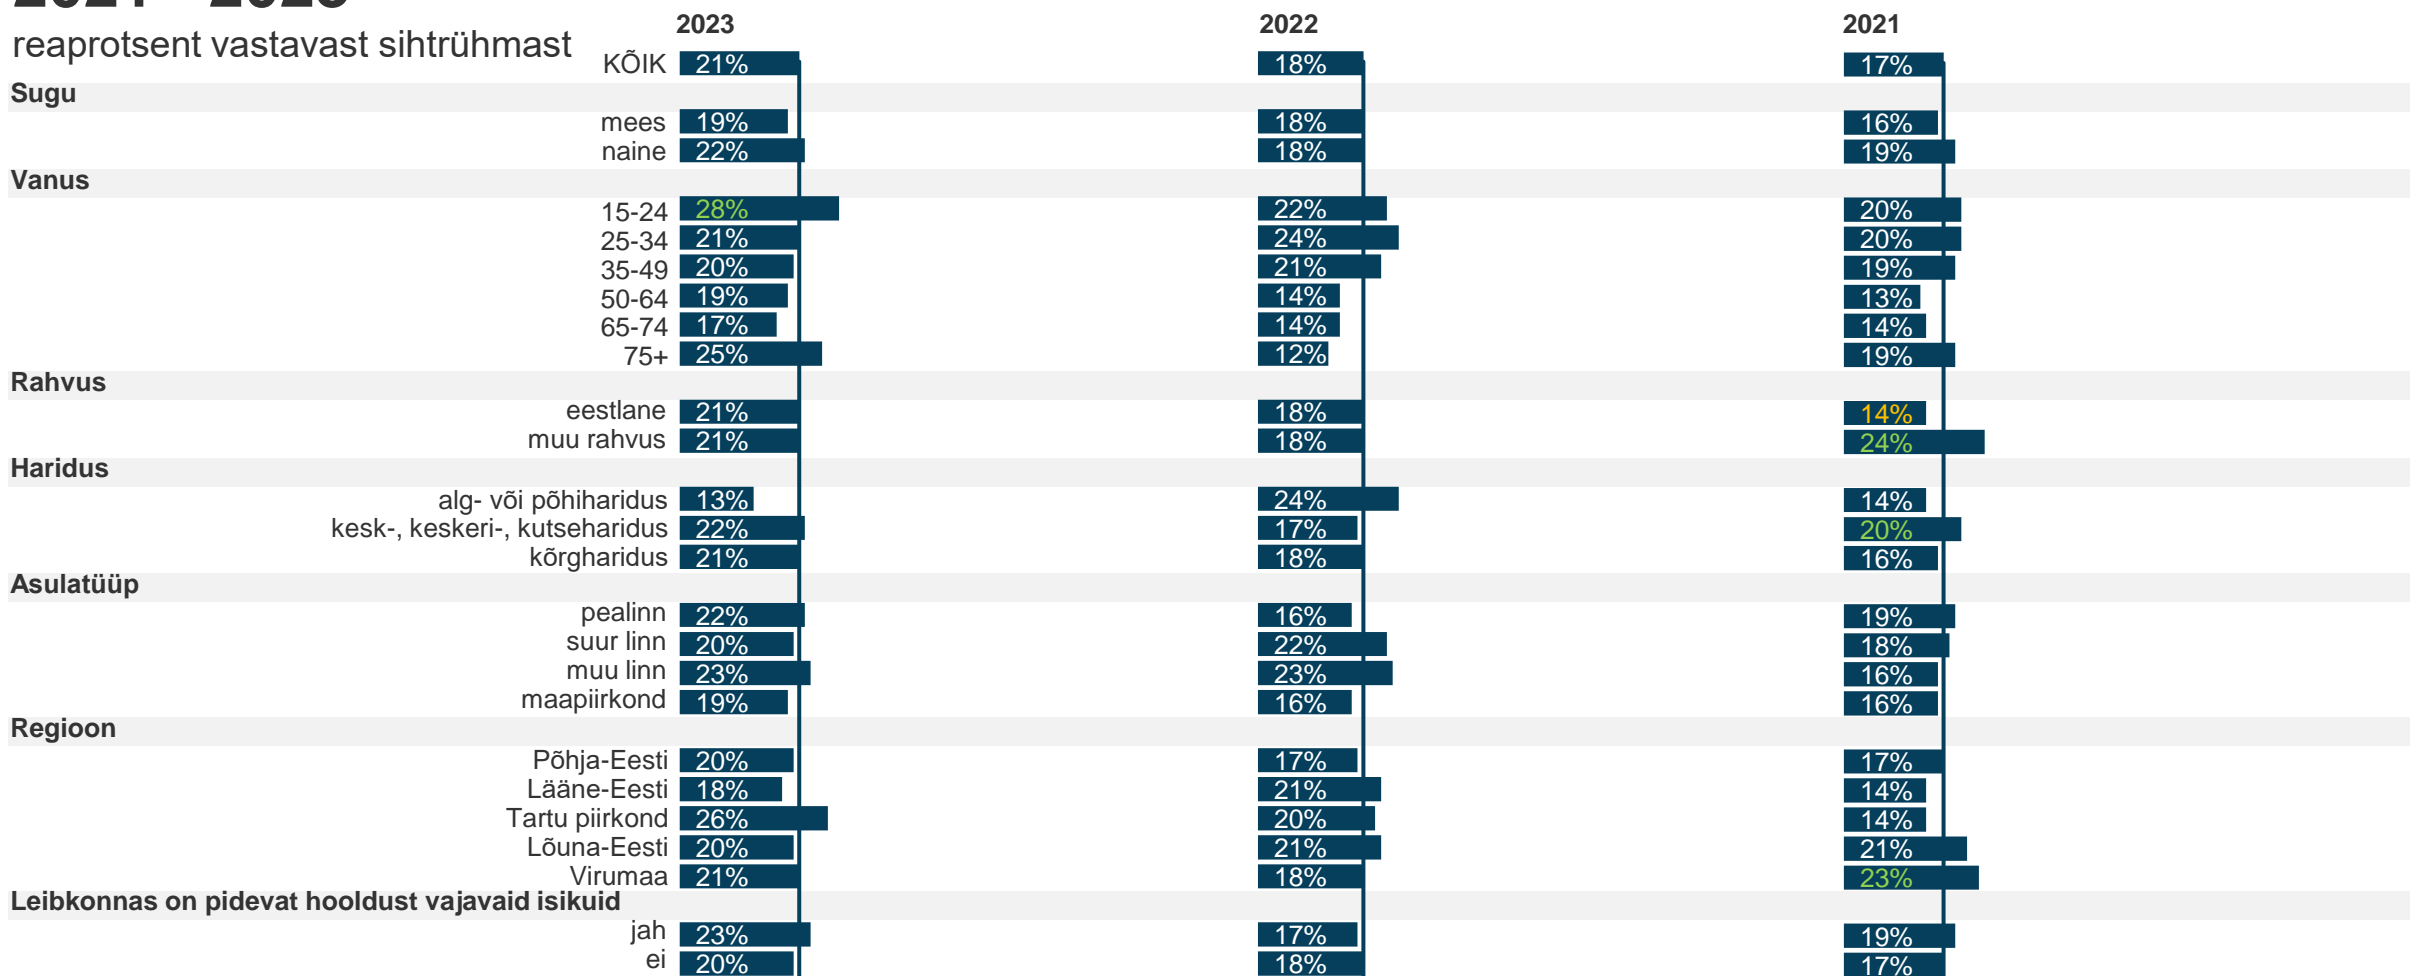 2021 - 2023
reaprotsent vastavast sihtrühmast
2023 2022 2021
KÕIK 21% 18% 17%
Sugu
mees 19% 18% 16%
naine 22% 18% 19%
Vanus
15-24 28% 22% 20%
25-34 21% 24% 20%
35-49 20% 21% 19%
50-64 19% 14% 13%
65-74 17% 14% 14%
75+ 25% 12% 19%
Rahvus
eestlane 21% 18% 14%
muu rahvus 21% 18% 24%
Haridus
alg- või põhiharidus 13% 24% 14%
kesk-, keskeri-, kutseharidus 22% 17% 20%
kõrgharidus 21% 18% 16%
Asulatüüp
pealinn 22% 16% 19%
suur linn 20% 22% 18%
muu linn 23% 23% 16%
maapiirkond 19% 16% 16%
Regioon
Põhja-Eesti 20% 17% 17%
Lääne-Eesti 18% 21% 14%
Tartu piirkond 26% 20% 14%
Lõuna-Eesti 20% 21% 21%
Virumaa 21% 18% 23%
Leibkonnas on pidevat hooldust vajavaid isikuid
jah 23% 17% 19%
ei 20% 18% 17%